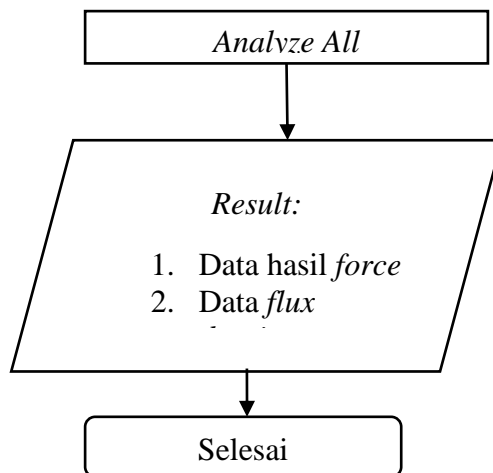 Analyze All
Result:
1. Data hasil force
2. Data flux
Selesai